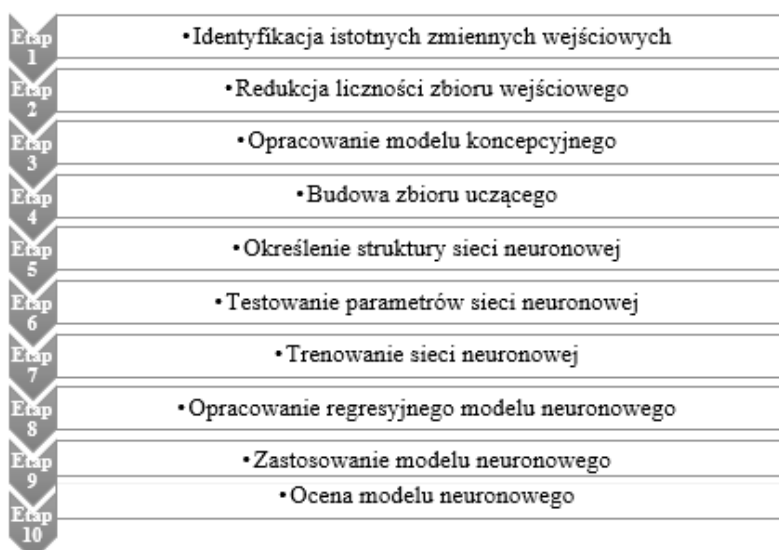 Etap
1
• Identyfikacja istotnych zmiennych wejściowych
Etap
2
• Redukcja liczności zbioru wejściowego
Etap
3
• Opracowanie modelu koncepcyjnego
Etap
4
• Budowa zbioru uczącego
Etap
5
• Określenie struktury sieci neuronowej
Etap
6
• Testowanie parametrów sieci neuronowej
Etap
7
• Trenowanie sieci neuronowej
Etap
8
• Opracowanie regresyjnego modelu neuronowego
Etap
9
• Zastosowanie modelu neuronowego
Etap
10
• Ocena modelu neuronowego